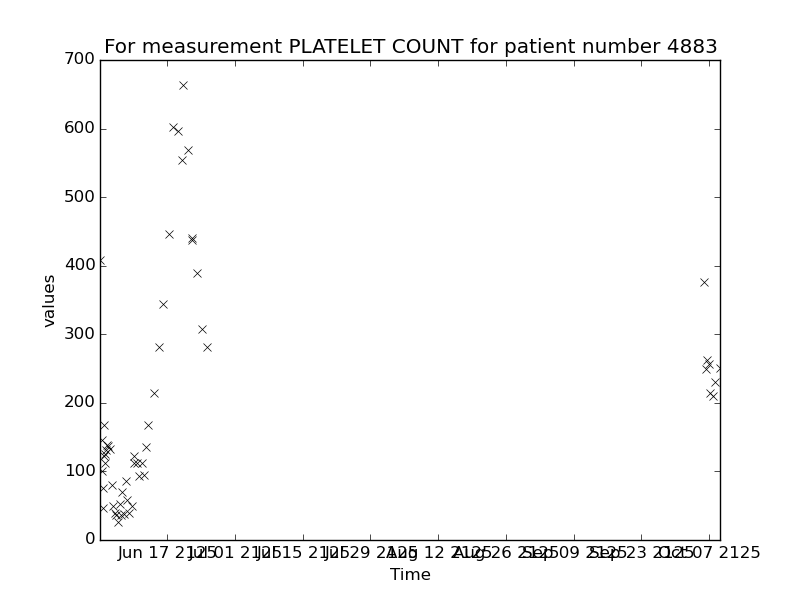 For measurement PLATELET COUNT for patient number 4883
700
600
500
400
300
200
100
0
values
Jun 17 2125 Jul 01 2125 Jul 15 2125 Jul 29 2125 Aug 12 2125 Aug 26 2125 Sep 09 2125 Sep 23 2125 Oct 07 2125
Time